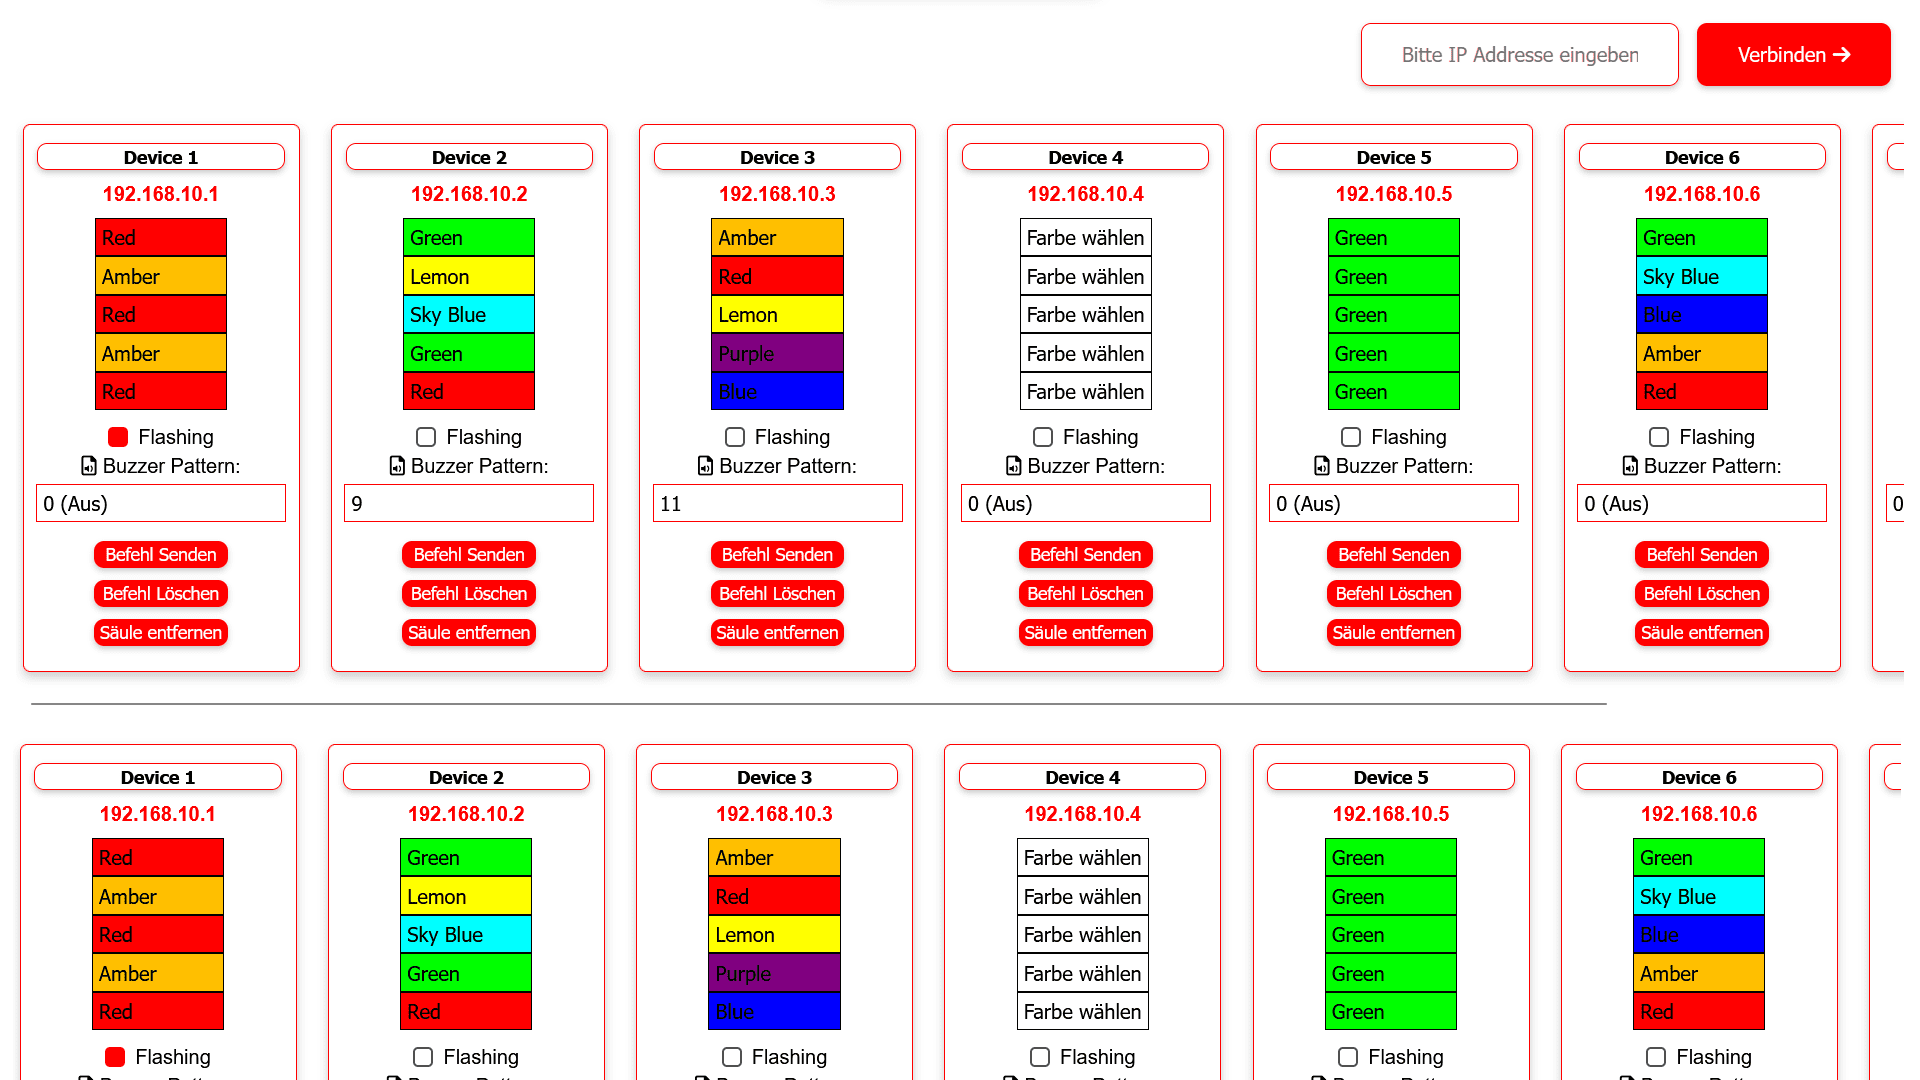 Bitte IP Addresse eingeben
Verbinden
Device 1
192.168.10.1
Red
Amber
Red
Amber
Red
Flashing
Buzzer Pattern:
0 (Aus)
Befehl Senden
Befehl Löschen
Säule entfernen
Device 2
192.168.10.2
Green
Lemon
Sky Blue
Green
Red
Flashing
Buzzer Pattern:
9
Befehl Senden
Befehl Löschen
Säule entfernen
Device 3
192.168.10.3
Amber
Red
Lemon
Purple
Blue
Flashing
Buzzer Pattern:
11
Befehl Senden
Befehl Löschen
Säule entfernen
Device 4
192.168.10.4
Farbe wählen
Farbe wählen
Farbe wählen
Farbe wählen
Farbe wählen
Flashing
Buzzer Pattern:
0 (Aus)
Befehl Senden
Befehl Löschen
Säule entfernen
Device 5
192.168.10.5
Green
Green
Green
Green
Green
Flashing
Buzzer Pattern:
0 (Aus)
Befehl Senden
Befehl Löschen
Säule entfernen
Device 6
192.168.10.6
Green
Sky Blue
Blue
Amber
Red
Flashing
Buzzer Pattern:
0 (Aus)
Befehl Senden
Befehl Löschen
Säule entfernen
0
Device 1
192.168.10.1
Red
Amber
Red
Amber
Red
Flashing
Device 2
192.168.10.2
Green
Lemon
Sky Blue
Green
Red
Flashing
Device 3
192.168.10.3
Amber
Red
Lemon
Purple
Blue
Flashing
Device 4
192.168.10.4
Farbe wählen
Farbe wählen
Farbe wählen
Farbe wählen
Farbe wählen
Flashing
Device 5
192.168.10.5
Green
Green
Green
Green
Green
Flashing
Device 6
192.168.10.6
Green
Sky Blue
Blue
Amber
Red
Flashing